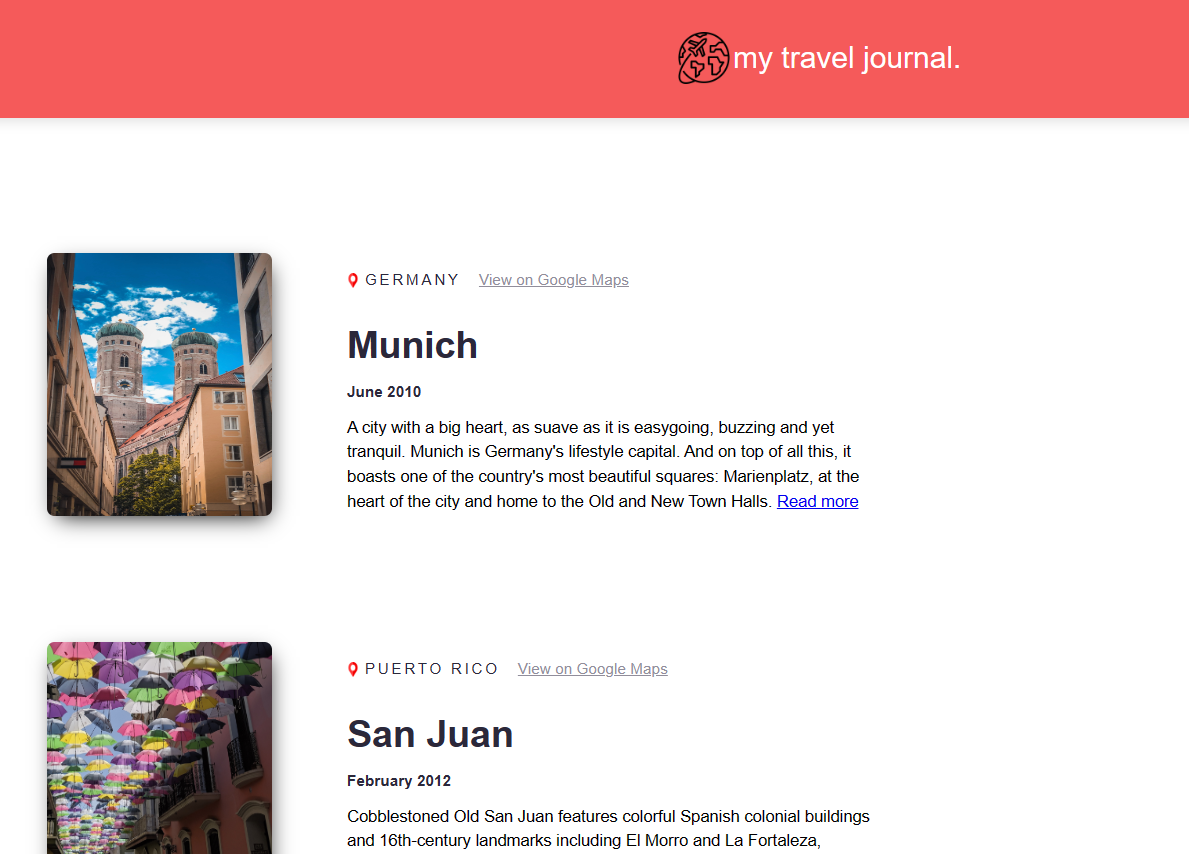 my travel journal.
GERMANY View on Google Maps
Munich
June 2010
A city with a big heart, as suave as it is easygoing, buzzing and yet
tranquil. Munich is Germany's lifestyle capital. And on top of all this, it
boasts one of the country's most beautiful squares: Marienplatz, at the
heart of the city and home to the Old and New Town Halls. Read more
PUERTO RICO View on Google Maps
San Juan
February 2012
Cobblestoned Old San Juan features colorful Spanish colonial buildings
and 16th-century landmarks including El Morro and La Fortaleza,